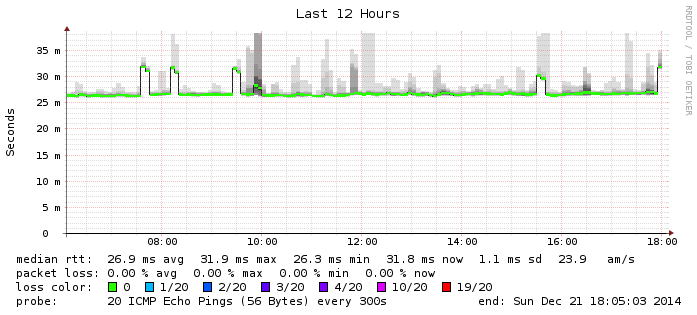 Last 12 Hours
RRDTOOL / TOBI OETIKER
Seconds
35 m
30 m
25 m
20 m
15 m
10 m
5 m
0
08:00 10:00 12:00 14:00 16:00 18:00
median rtt: 26.9 ms avg 31.9 ms max 26.3 ms min 31.8 ms now 1.1 ms sd 23.9 am/s
packet loss: 0.00 % avg 0.00 % max 0.00 % min 0.00 % now
loss color: 0 1/20 2/20 3/20 4/20 10/20 19/20
probe: 20 ICMP Echo Pings (56 Bytes) every 300s end: Sun Dec 21 18:05:03 2014